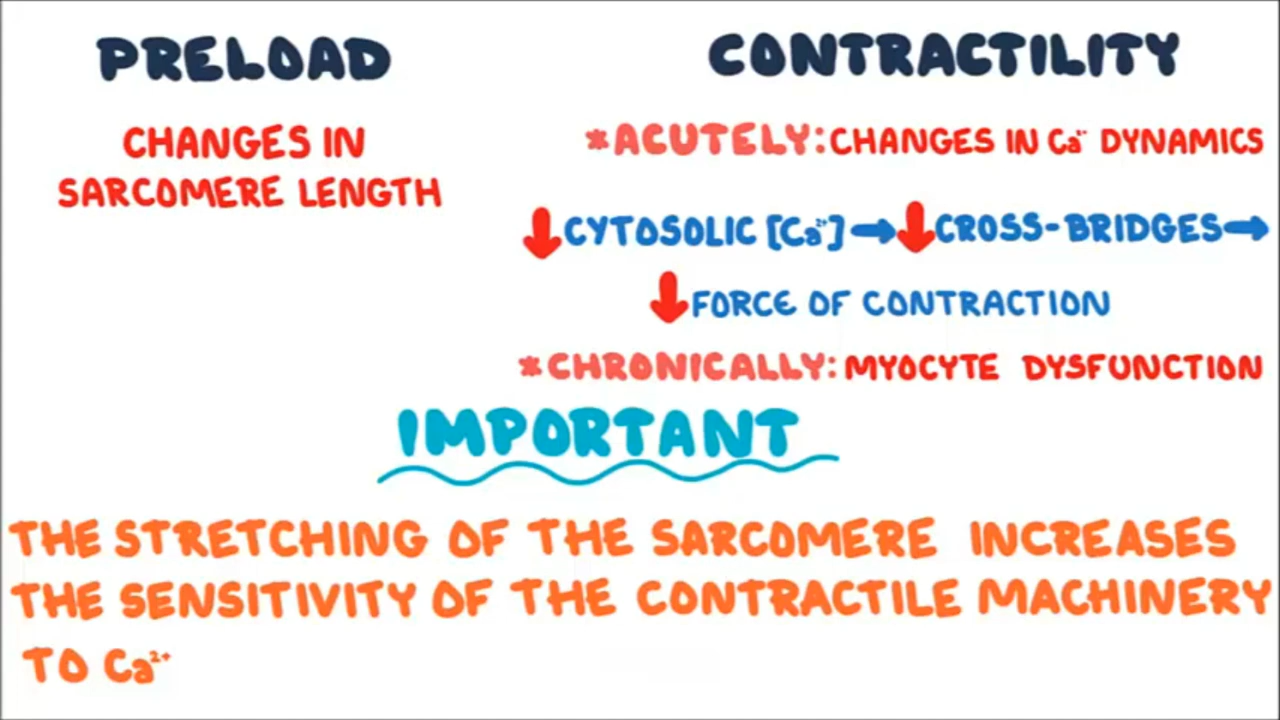 PRELOAD
CHANGES IN
SARCOMERE LENGTH
CONTRACTILITY
*ACUTELY: CHANGES IN Ca²⁺ DYNAMICS
↓CYTOSOLIC [Ca²⁺]→↓CROSS-BRIDGES→
↓FORCE OF CONTRACTION
*CHRONICALLY: MYOCYTE DYSFUNCTION
IMPORTANT
THE STRETCHING OF THE SARCOMERE INCREASES
THE SENSITIVITY OF THE CONTRACTILE MACHINERY
TO Ca²⁺